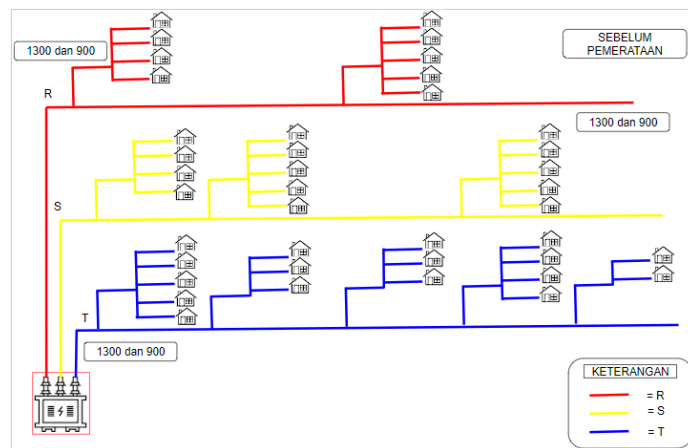 1300 dan 900
SEBELUM
PEMERATAAN
R
1300 dan 900
S
T
1300 dan 900
KETERANGAN
= R
= S
= T